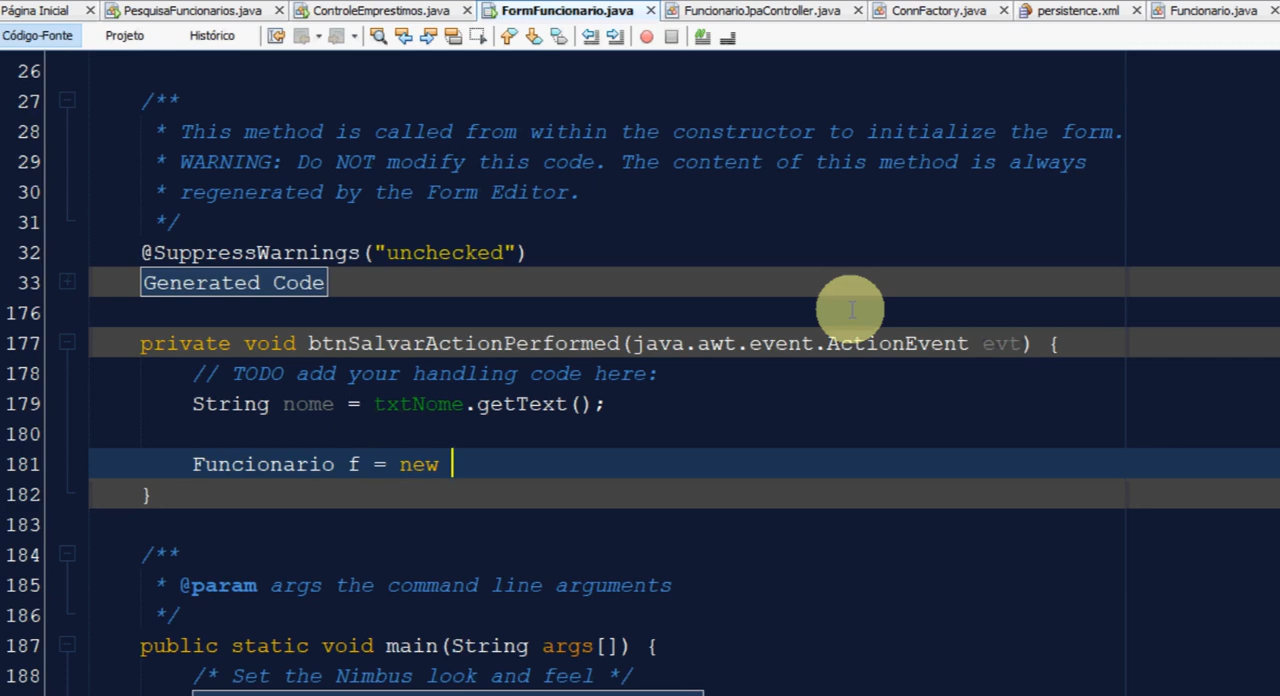 Página Inicial PesquisaFuncionarios.java ControleEmprestimos.java FormFuncionario.java FuncionarioJpaController.java ConnFactory.java persistence.xml Funcionario.java
Código-Fonte Projeto Histórico
26
27 /**
28 * This method is called from within the constructor to initialize the form.
29 * WARNING: Do NOT modify this code. The content of this method is always
30 * regenerated by the Form Editor.
31 */
32 @SuppressWarnings("unchecked")
33 Generated Code
176
177 private void btnSalvarActionPerformed(java.awt.event.ActionEvent evt) {
178 // TODO add your handling code here:
179 String nome = txtNome.getText();
180
181 Funcionario f = new
182 }
183
184 /**
185 * @param args the command line arguments
186 */
187 public static void main(String args[]) {
188 /* Set the Nimbus look and feel */